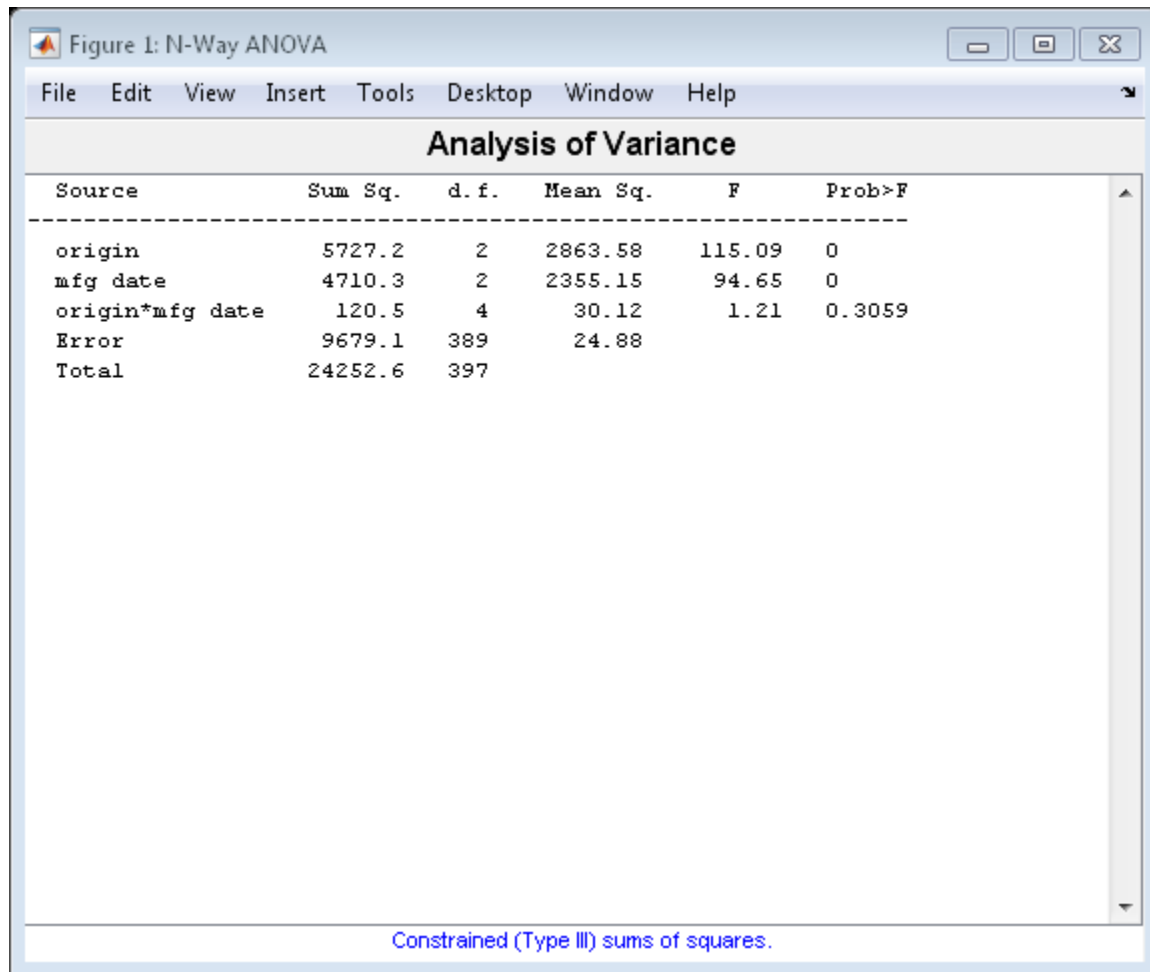 Figure 1: N-Way ANOVA
File Edit View Insert Tools Desktop Window Help
Analysis of Variance
Source Sum Sq. d.f. Mean Sq. F Prob>F
----------------------------------------------------------------
origin 5727.2 2 2863.58 115.09 0
mfg date 4710.3 2 2355.15 94.65 0
origin*mfg date 120.5 4 30.12 1.21 0.3059
Error 9679.1 389 24.88
Total 24252.6 397
Constrained (Type III) sums of squares.